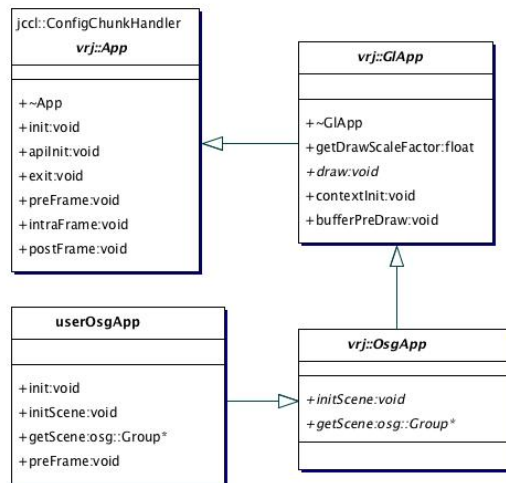 jccl::ConfigChunkHandler
vrj::App
+~App
+init:void
+apiInit:void
+exit:void
+preFrame:void
+intraFrame:void
+postFrame:void
vrj::GlApp
+~GlApp
+getDrawScaleFactor:float
+draw:void
+contextInit:void
+bufferPreDraw:void
userOsgApp
+init:void
+initScene:void
+getScene:osg::Group*
+preFrame:void
vrj::OsgApp
+initScene:void
+getScene:osg::Group*